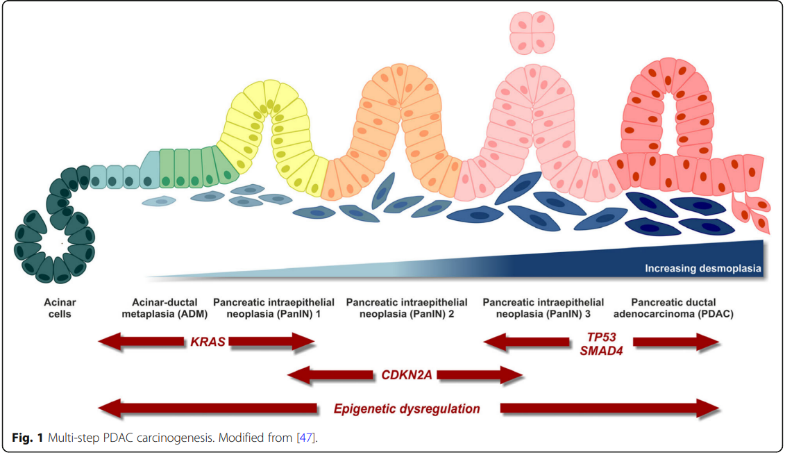 Increasing desmoplasia
Acinar
cells
Acinar-ductal
metaplasia (ADM)
Pancreatic intraepithelial
neoplasia (PanIN) 1
Pancreatic intraepithelial
neoplasia (PanIN) 2
Pancreatic intraepithelial
neoplasia (PanIN) 3
Pancreatic ductal
adenocarcinoma (PDAC)
KRAS
TP53
SMAD4
CDKN2A
Epigenetic dysregulation
Fig. 1 Multi-step PDAC carcinogenesis. Modified from [47].